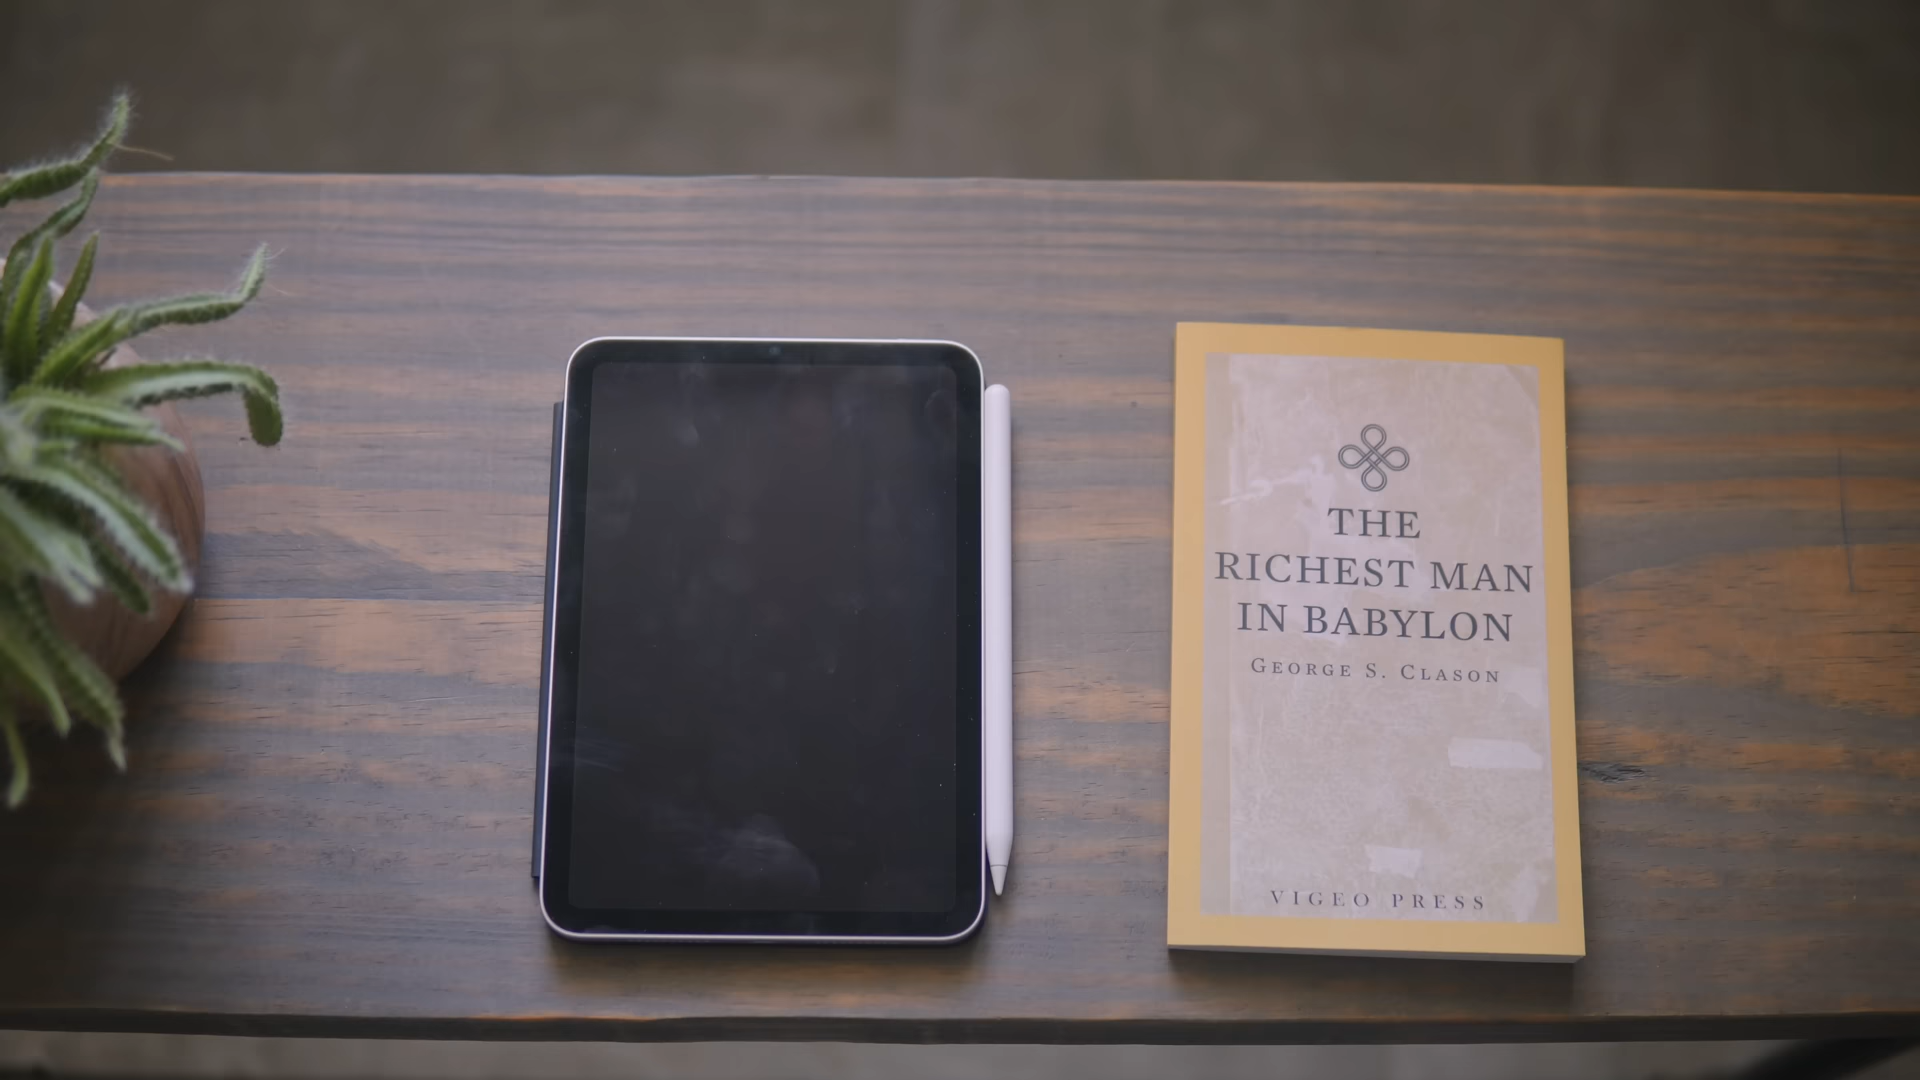 THE
RICHEST MAN
IN BABYLON
GEORGE S. CLASON
VIGEO PRESS